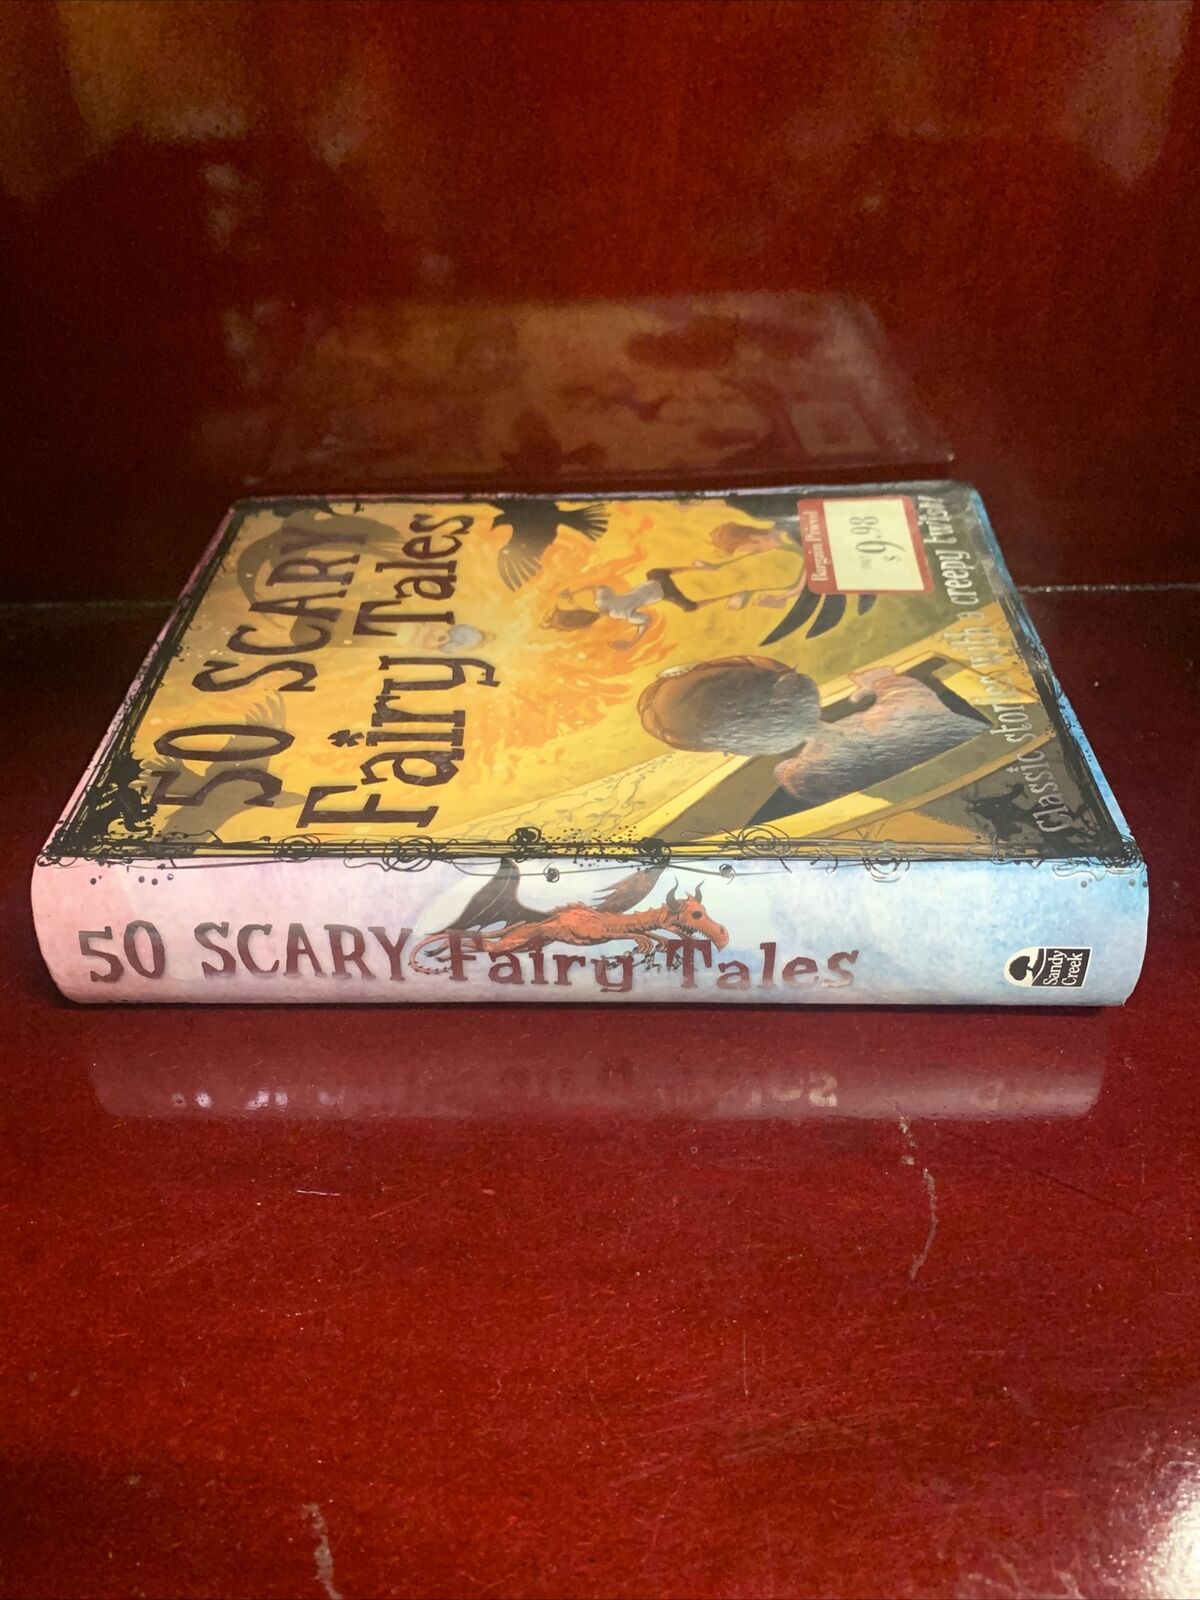 50 SCARY
Fairy Tales
Bargain Priced
ONLY
$9.98
Classic stories with a creepy twist!
50 SCARY Fairy Tales
Sandy
Creek